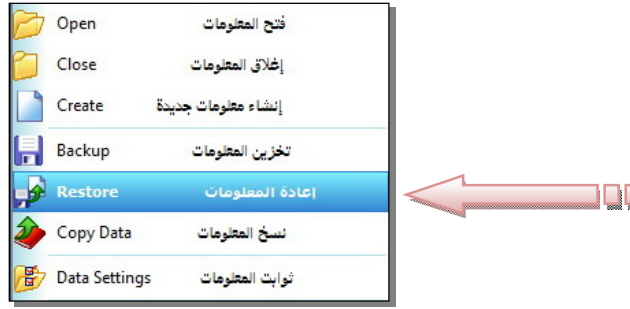 Open فتح المعلومات
Close إغلاق المعلومات
Create إنشاء معلومات جديدة
Backup تخزين المعلومات
Restore إعادة المعلومات
Copy Data نسخ المعلومات
Data Settings ثوابت المعلومات